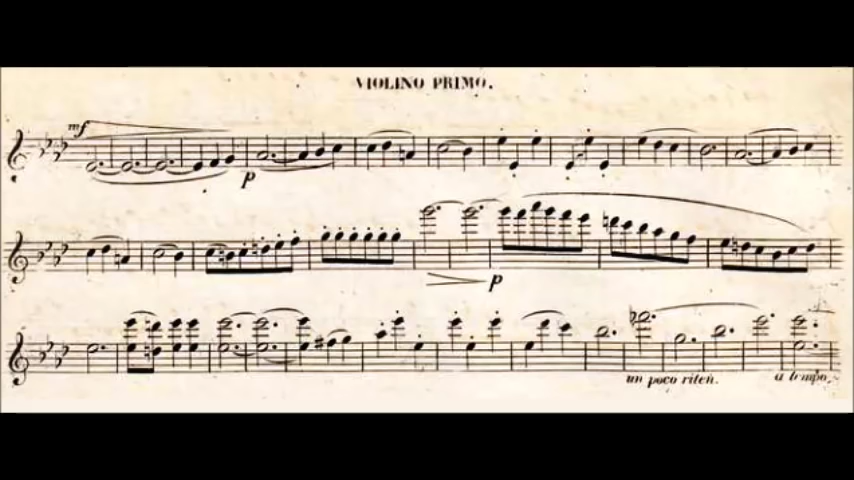 VIOLINO PRIMO.
mf
p
p
un poco riten.
a tempo.